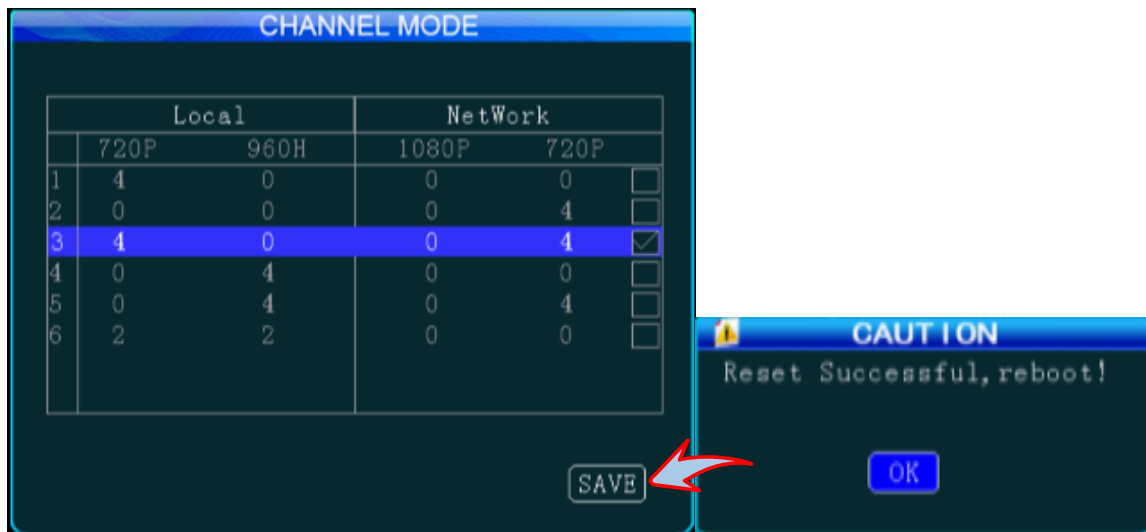 CHANNEL MODE
Local NetWork
720P 960H 1080P 720P
1 4 0 0 0
2 0 0 0 4
3 4 0 0 4
4 0 4 0 0
5 0 4 0 4
6 2 2 0 0
SAVE
CAUTION
Reset Successful,reboot!
OK